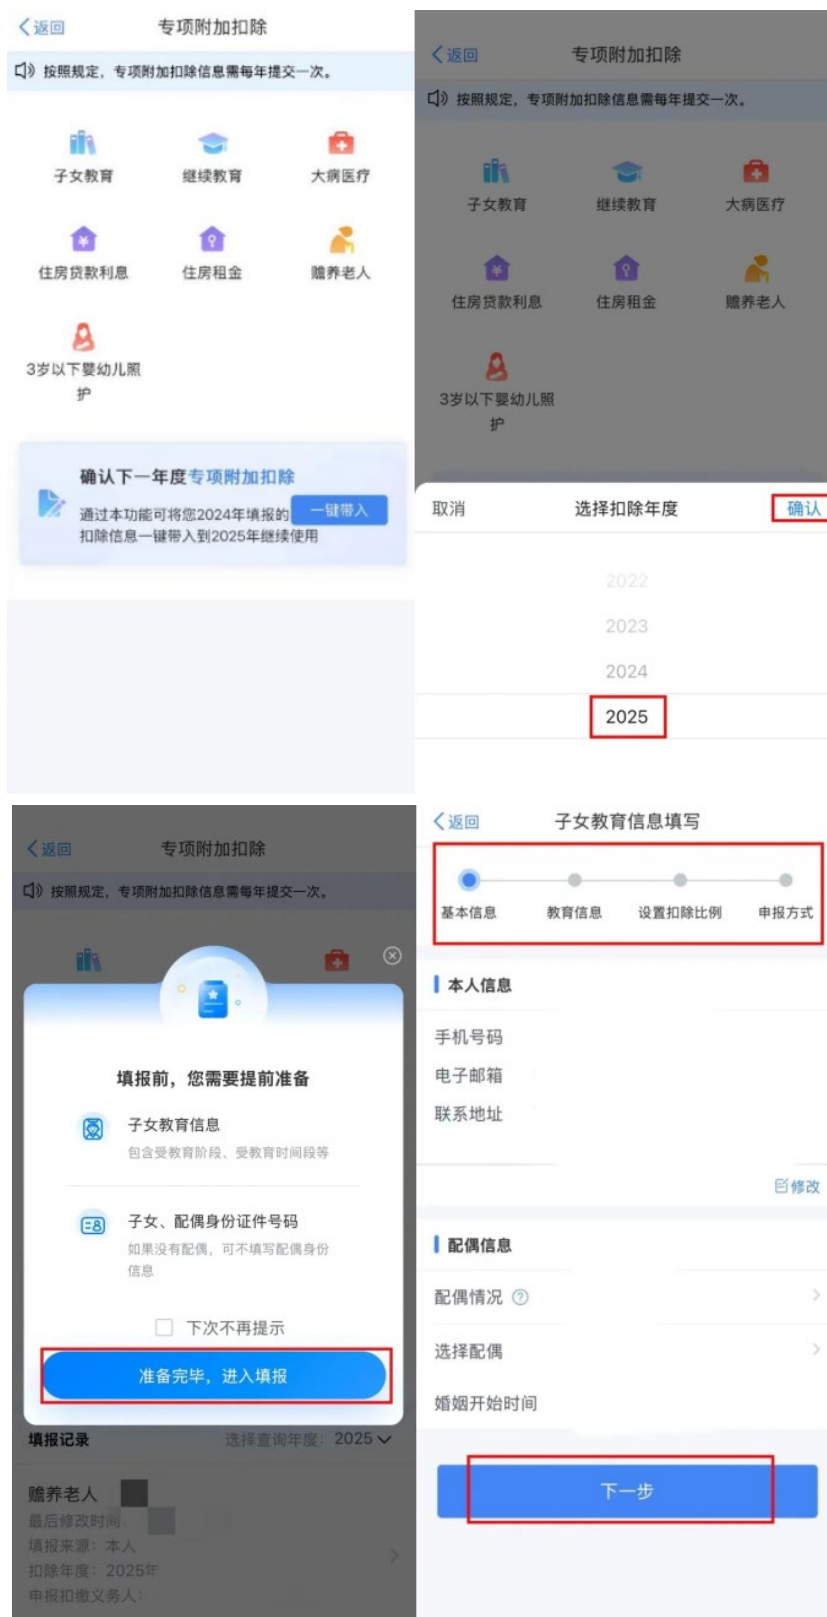 返回
专项附加扣除
按照规定，专项附加扣除信息需每年提交一次。
子女教育 继续教育 大病医疗
住房贷款利息 住房租金 赡养老人
3岁以下婴幼儿照
护
确认下一年度专项附加扣除
通过本功能可将您2024年填报的
扣除信息一键带入到2025年继续使用
一键带入
返回
专项附加扣除
按照规定，专项附加扣除信息需每年提交一次。
子女教育 继续教育 大病医疗
住房贷款利息 住房租金 赡养老人
3岁以下婴幼儿照
护
取消 选择扣除年度 确认
2022
2023
2024
2025
返回
专项附加扣除
按照规定，专项附加扣除信息需每年提交一次。
填报前，您需要提前准备
子女教育信息
包含受教育阶段、受教育时间段等
子女、配偶身份证件号码
如果没有配偶，可不填写配偶身份
信息
下次不再提示
准备完毕，进入填报
填报记录 选择查询年度：2025
赡养老人
最后修改时间：
填报来源：本人
扣除年度：2025年
申报扣缴义务人：
返回
子女教育信息填写
基本信息 教育信息 设置扣除比例 申报方式
本人信息
手机号码
电子邮箱
联系地址
修改
配偶信息
配偶情况 ?
选择配偶
婚姻开始时间
下一步